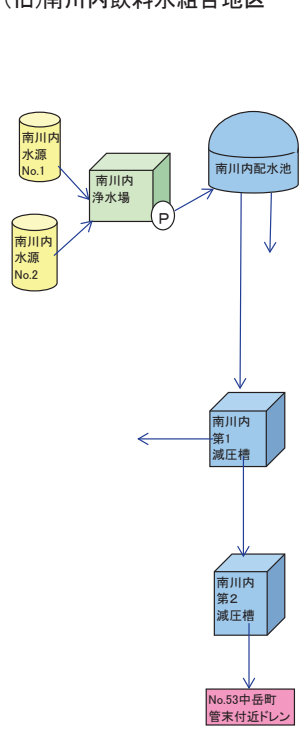 (旧)南川内飲料水組合地区
南川内
水源
No.1
南川内
浄水場
P
南川内配水池
南川内
水源
No.2
南川内
第1
減圧槽
南川内
第2
減圧槽
No.53中岳町
管末付近ドレン